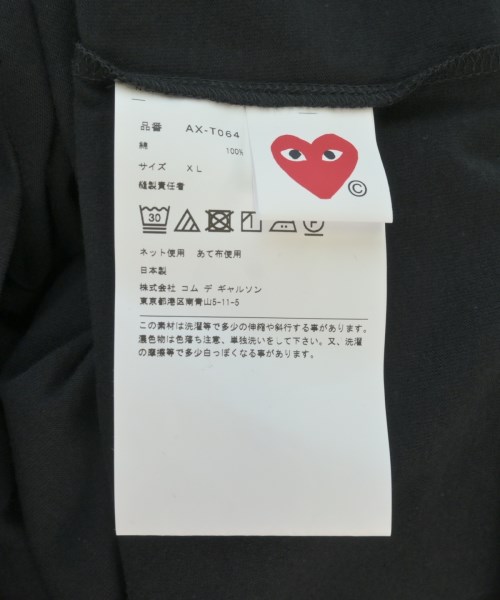 品番 AX-T064
綿 100%
サイズ XL
縫製責任者
©
30
ネット使用 あて布使用
日本製
株式会社 コム デ ギャルソン
東京都港区南青山5-11-5
この素材は洗濯等で多少の伸縮や斜行する事があります。
濃色物は色落ち注意、単独洗いをして下さい。又、洗濯
の摩擦等で多少白っぽくなる事があります。